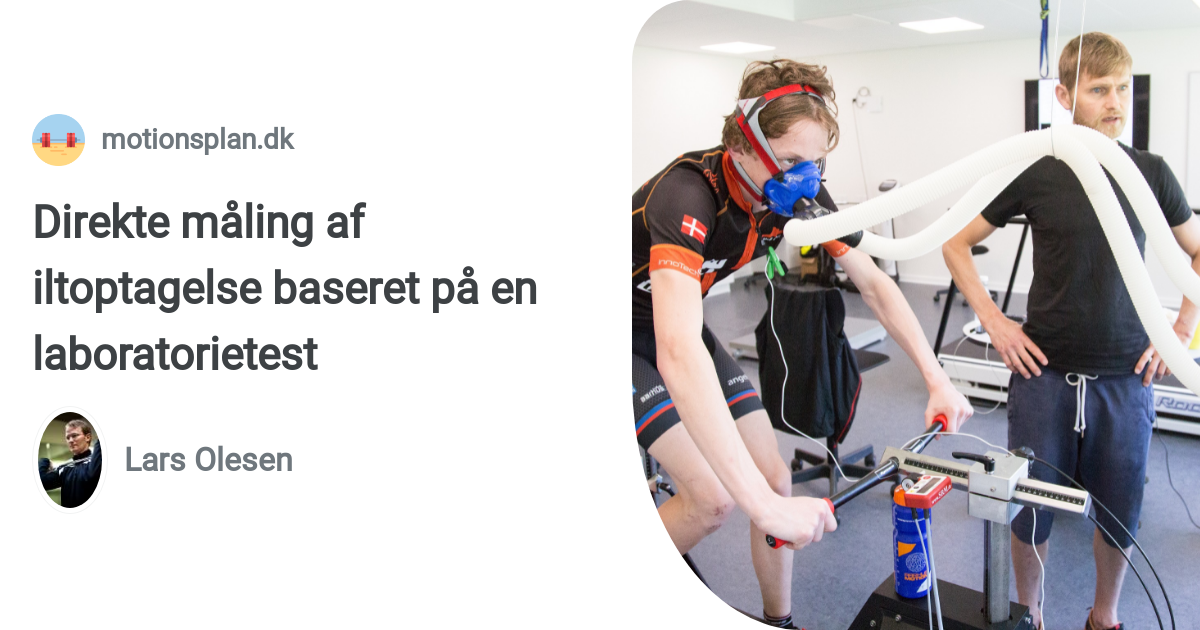 motionsplan.dk
Direkte måling af
iltoptagelse baseret på en
laboratorietest
Lars Olesen